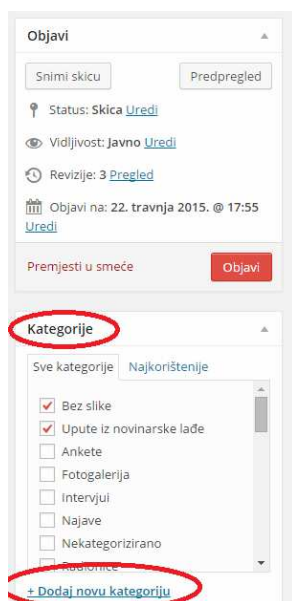 Objavi
Snimi skicu Predpregled
Status: Skica Uredi
Vidljivost: Javno Uredi
Revizije: 3 Pregled
Objavi na: 22. travnja 2015. @ 17:55
Uredi
Premjesti u smeće Objavi
Kategorije
Sve kategorije Najkorištenije
Bez slike
Upute iz novinarske lađe
Ankete
Fotogalerija
Intervjui
Najave
Nekategorizirano
Radionice
+ Dodaj novu kategoriju